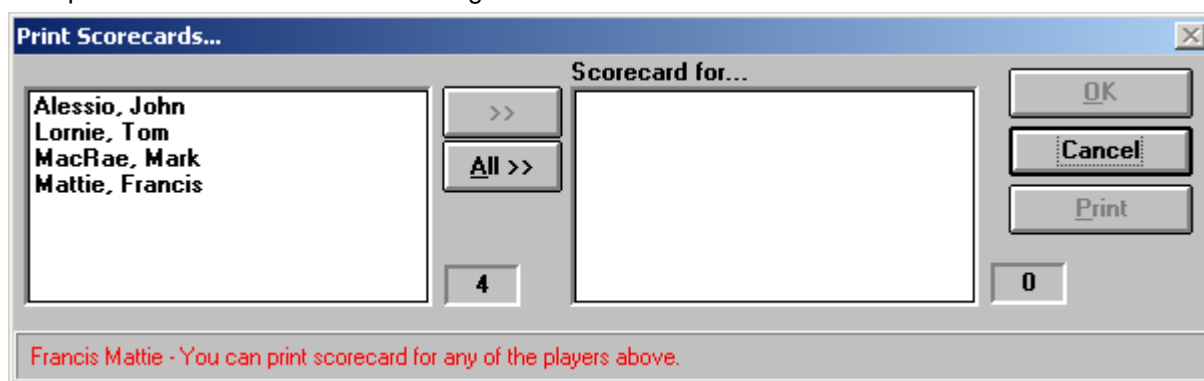 Print Scorecards...
Scorecard for...
Alessio, John
Lornie, Tom
MacRae, Mark
Mattie, Francis
>>
All >>
4
0
OK
Cancel
Print
Francis Mattie - You can print scorecard for any of the players above.